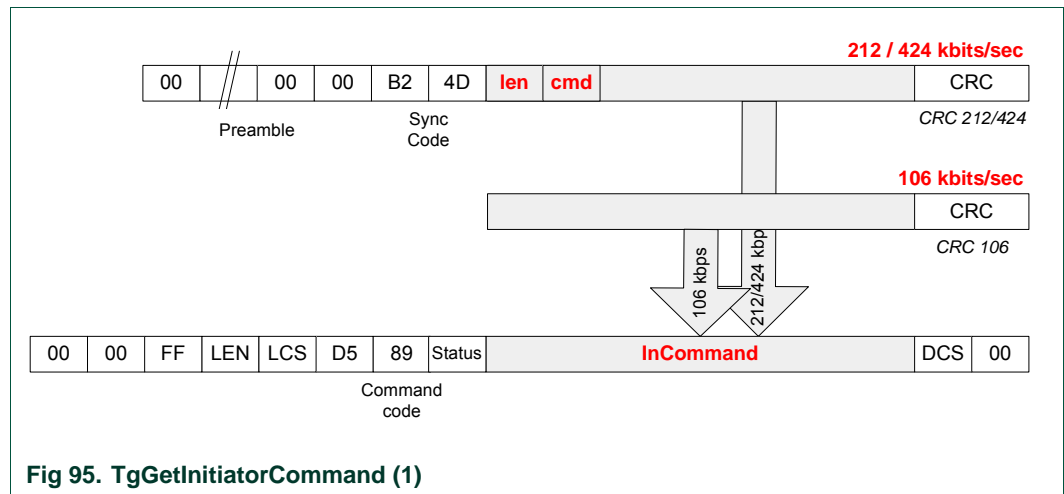 212 / 424 kbits/sec
00 00 00 B2 4D len cmd CRC
Preamble
Sync
Code
CRC 212/424
106 kbits/sec
CRC
CRC 106
106 kbps
212/424 kbp
00 00 FF LEN LCS D5 89 Status InCommand DCS 00
Command
code
Fig 95. TgGetInitiatorCommand (1)